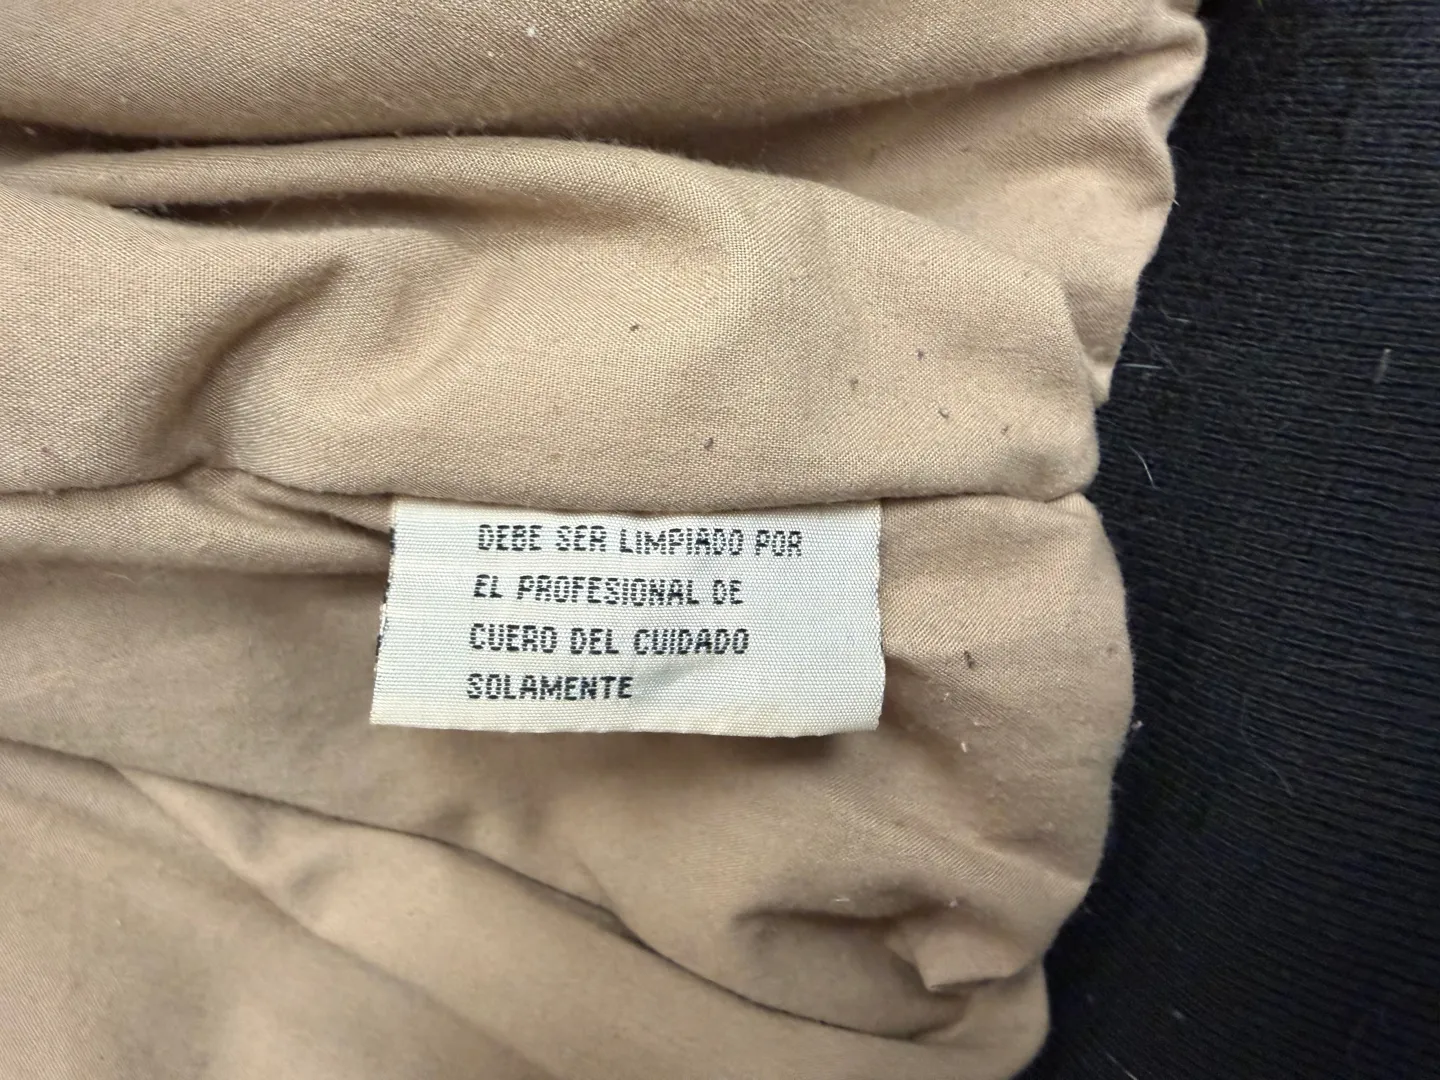 DEBE SER LIMPIADO POR
EL PROFESIONAL DE
CUERO DEL CUIDADO
SOLAMENTE